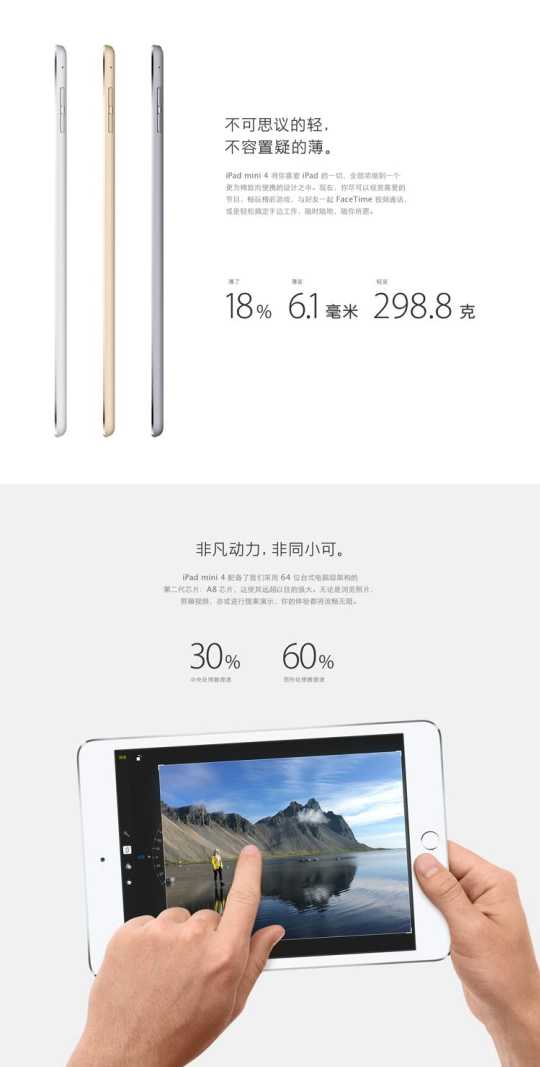 不可思议的轻，
不容置疑的薄。
iPad mini 4 将你喜爱 iPad 的一切，全部浓缩到一个
更为精致而便携的设计之中。现在，你尽可以观赏喜爱的
节目，畅玩精彩游戏，与好友一起 FaceTime 视频通话，
或是轻松搞定手边工作，随时随地，随你所愿。
薄了 薄至 轻至
18% 6.1 毫米 298.8 克
非凡动力，非同小可。
iPad mini 4 配备了我们采用 64 位台式电脑级架构的
第二代芯片：A8 芯片，这使其远超以往的强大。无论是浏览照片，
剪辑视频，亦或进行提案演示，你的体验都将流畅无阻。
30% 60%
中央处理器提速 图形处理器提速